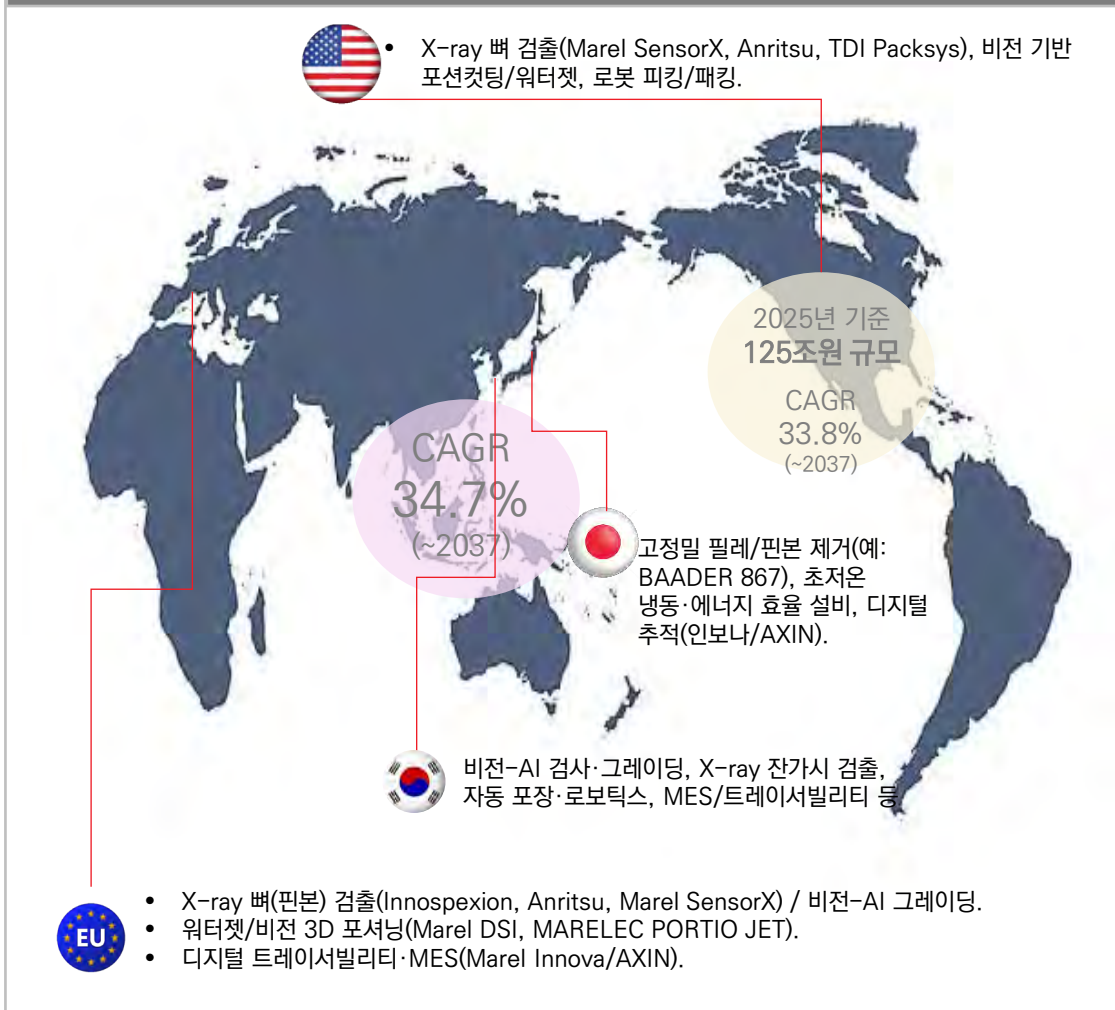 • X-ray 뼈 검출(Marel SensorX, Anritsu, TDI Packsys), 비전 기반
포션컷팅/워터젯, 로봇 피킹/패킹.
2025년 기준
125조원 규모
CAGR
33.8%
(~2037)
CAGR
34.7%
(~2037)
고정밀 필레/핀본 제거(예:
BAADER 867), 초저온
냉동·에너지 효율 설비, 디지털
추적(인보나/AXIN).
비전-AI 검사·그레이딩, X-ray 잔가시 검출,
자동 포장·로보틱스, MES/트레이서빌리티 등
EU
• X-ray 뼈(핀본) 검출(Innospexion, Anritsu, Marel SensorX) / 비전-AI 그레이딩.
• 워터젯/비전 3D 포셔닝(Marel DSI, MARELEC PORTIO JET).
• 디지털 트레이서빌리티·MES(Marel Innova/AXIN).